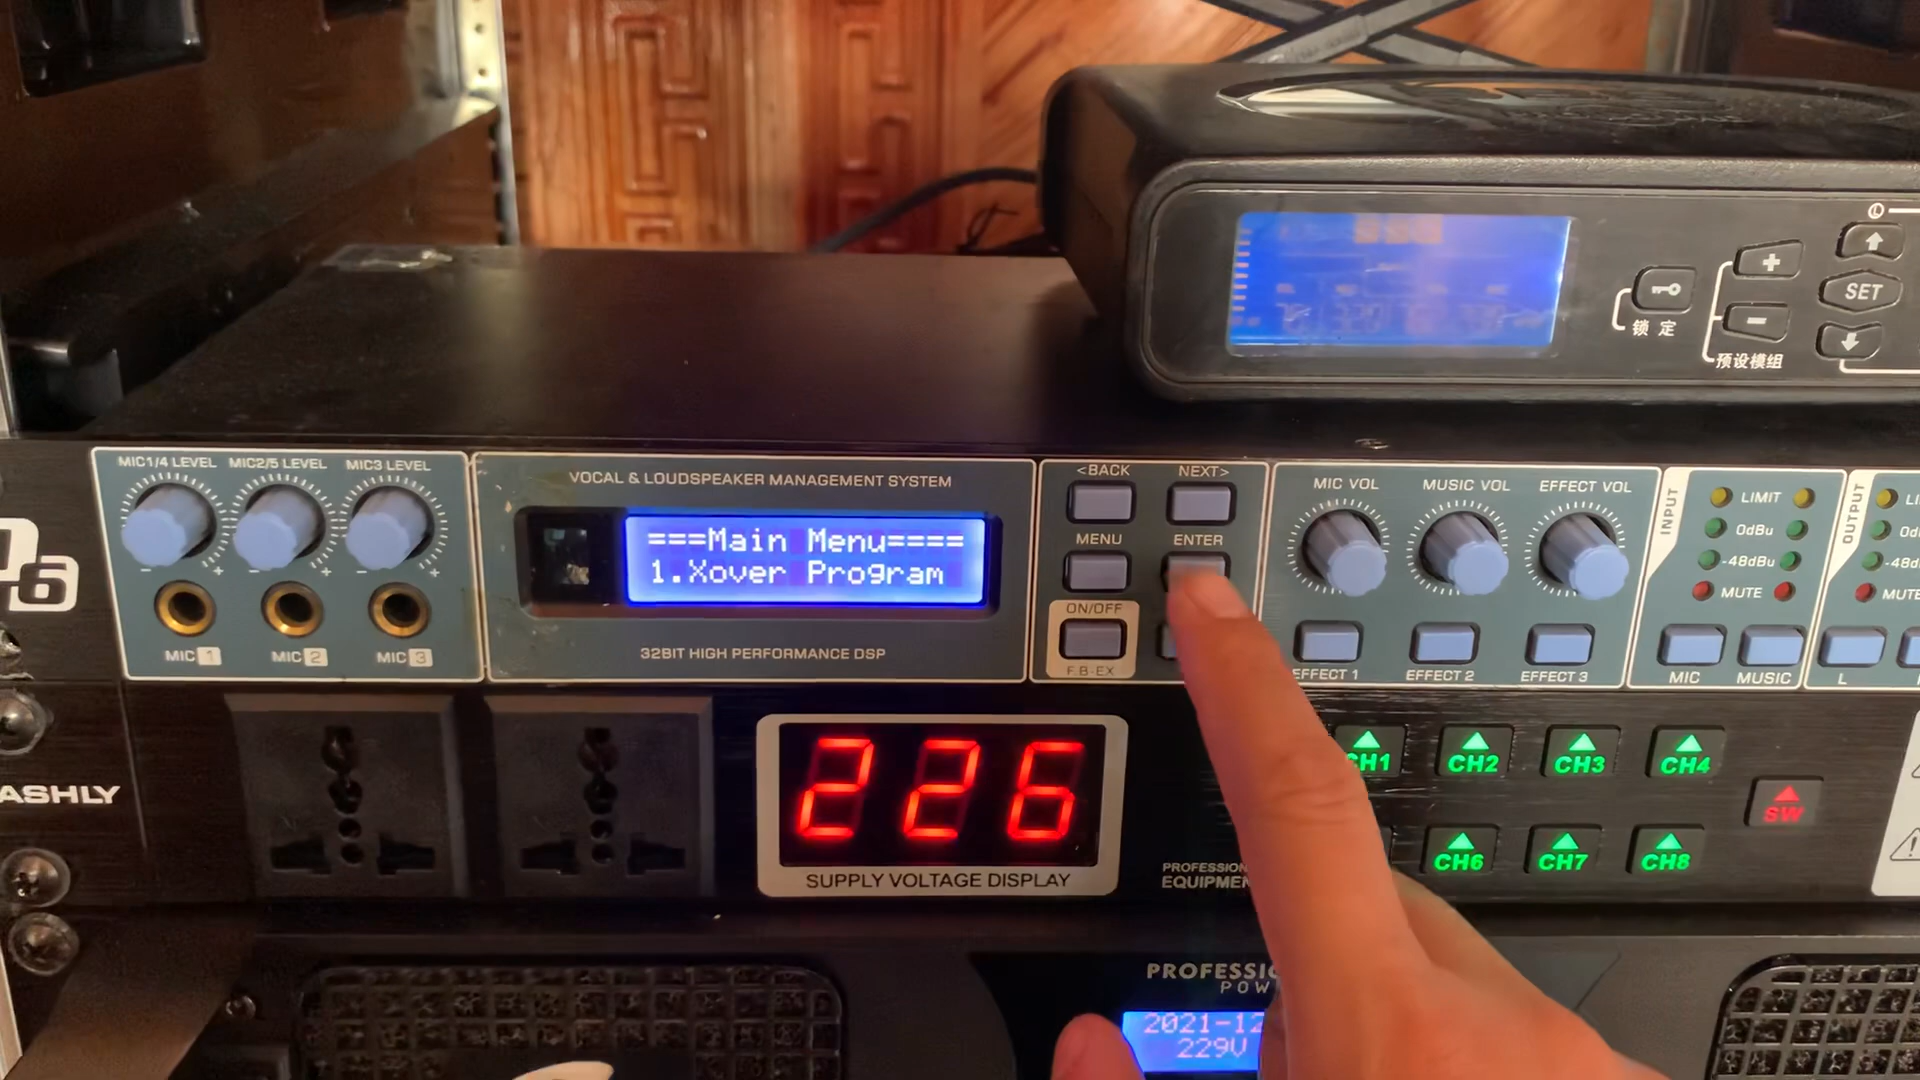 SET
锁定
预设模组
MIC1/4 LEVEL
MIC2/5 LEVEL
MIC3 LEVEL
VOCAL & LOUDSPEAKER MANAGEMENT SYSTEM
<BACK
NEXT>
MIC VOL
MUSIC VOL
EFFECT VOL
INPUT
LIMIT
OUTPUT
===Main Menu====
1.Xover Program
MENU
ENTER
0dBu
-48dBu
-48d
MUTE
MUTE
ON/OFF
F.B-EX
MIC 1
MIC 2
MIC 3
32BIT HIGH PERFORMANCE DSP
EFFECT 1
EFFECT 2
EFFECT 3
MIC
MUSIC
L
ASHLY
226
SUPPLY VOLTAGE DISPLAY
CH1
CH2
CH3
CH4
SW
CH6
CH7
CH8
PROFESSION
EQUIPMEN
PROFESSIO
POW
2021-12
229V